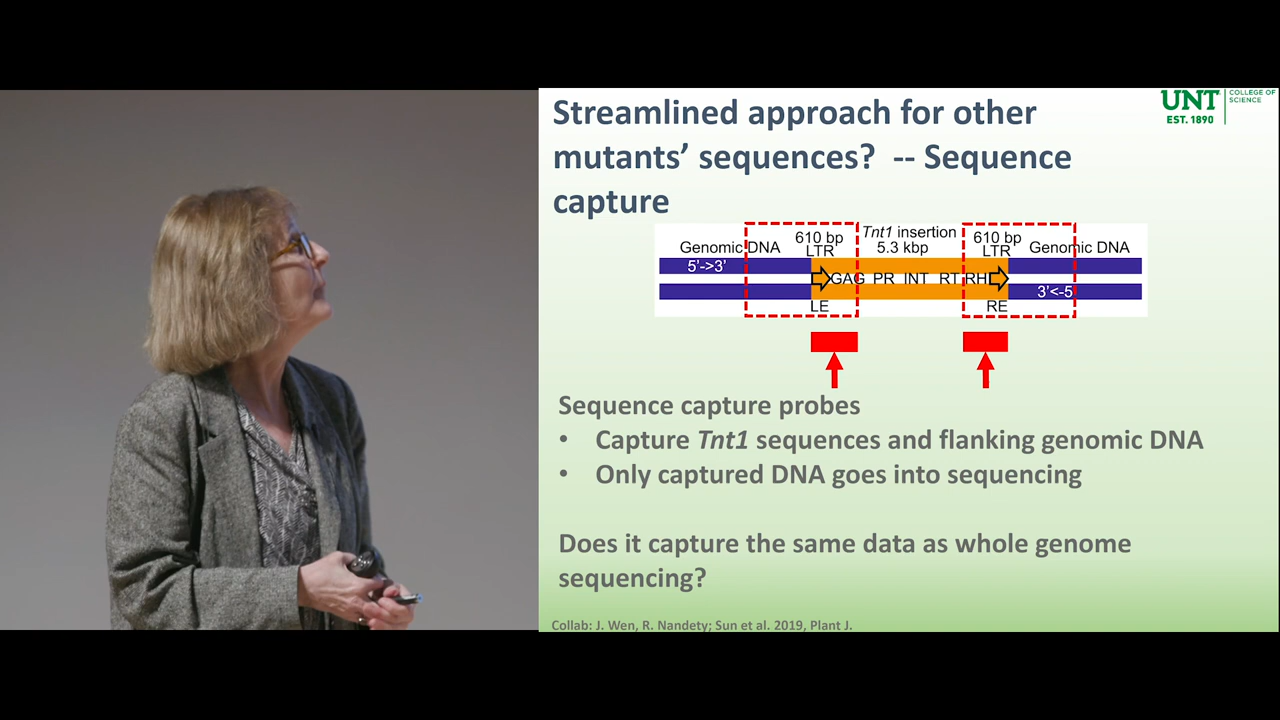 Streamlined approach for other
mutants’ sequences? -- Sequence
capture
UNT
EST. 1890
COLLEGE OF
SCIENCE
Tnt1 insertion
5.3 kbp
610 bp
LTR
610 bp
LTR
Genomic DNA
Genomic DNA
5'->3'
GAG PR INT RT RH
3'<-5'
LE
RE
Sequence capture probes
• Capture Tnt1 sequences and flanking genomic DNA
• Only captured DNA goes into sequencing
Does it capture the same data as whole genome
sequencing?
Collab: J. Wen, R. Nandety; Sun et al. 2019, Plant J.